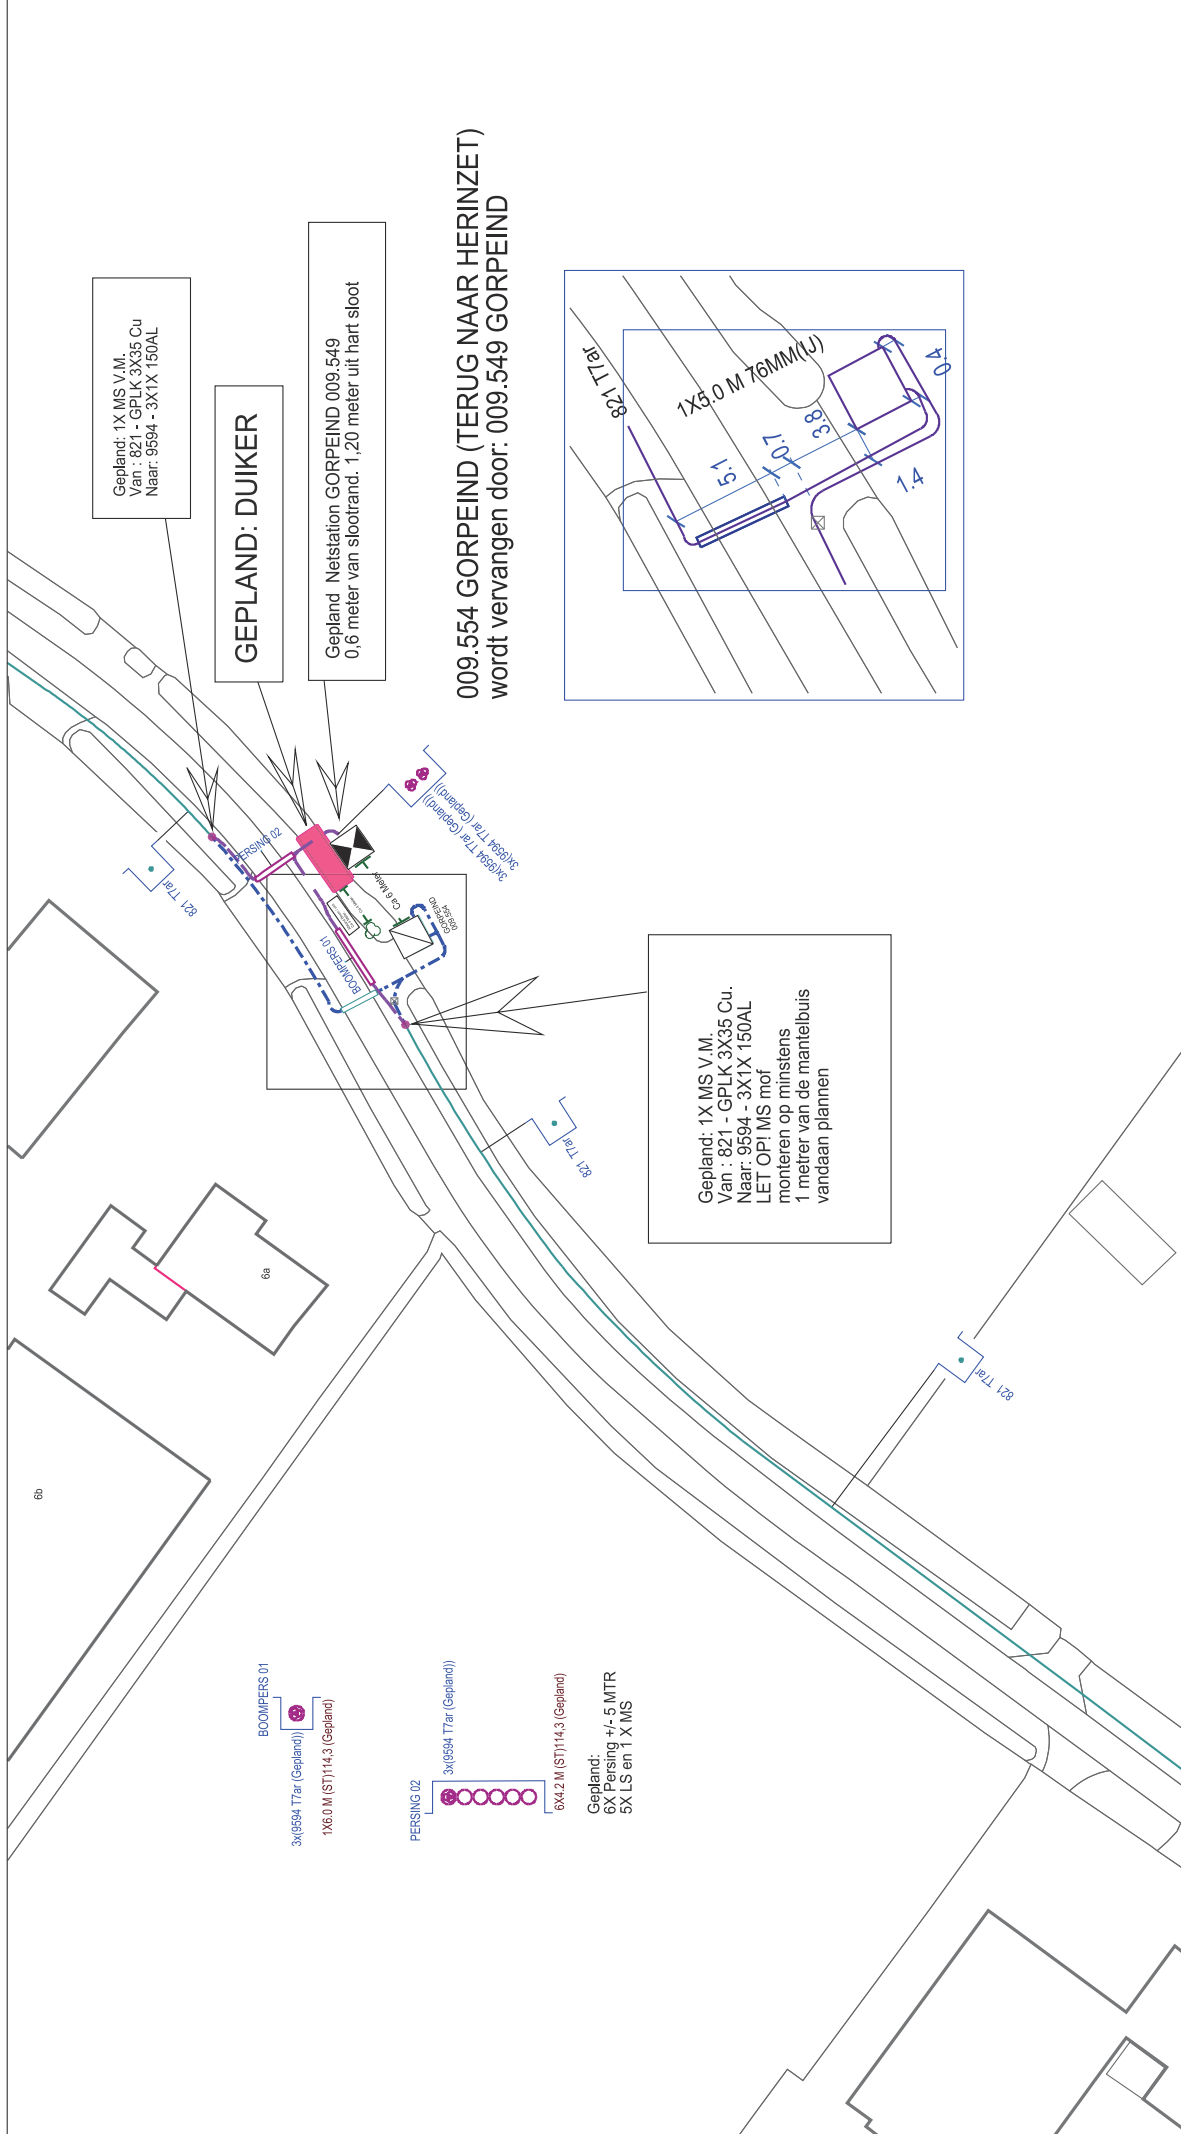 Gepland: 1X MS V.M.
Van : 821 - GPLK 3X35 Cu
Naar: 9594 - 3X1X 150AL
GEPLAND: DUIKER
Gepland Netstation GORPEIND 009.549
0,6 meter van slootrand. 1,20 meter uit hart sloot
009.554 GORPEIND (TERUG NAAR HERINZET)
wordt vervangen door: 009.549 GORPEIND
821 T7ar
1X5.0 M 76MM(IJ)
5.1
0.7
3.8
0.4
1.4
821 T7ar
ERSING 02
3x(9594 T7ar (Gepland))
3x(9594 T7ar (Gepland))
Ca 6 Meter
BOOMPERS 01
GORPEIND
009.554
821 T7ar
Gepland: 1X MS V.M.
Van : 821 - GPLK 3X35 Cu.
Naar: 9594 - 3X1X 150AL
LET OP! MS mof
monteren op minstens
1 metrer van de mantelbuis
vandaan plannen
821 T7ar
6a
6b
BOOMPERS 01
3x(9594 T7ar (Gepland))
1X6.0 M (ST)114,3 (Gepland)
PERSING 02
3x(9594 T7ar (Gepland))
6X4.2 M (ST)114,3 (Gepland)
Gepland:
6X Persing +/- 5 MTR
5X LS en 1 X MS